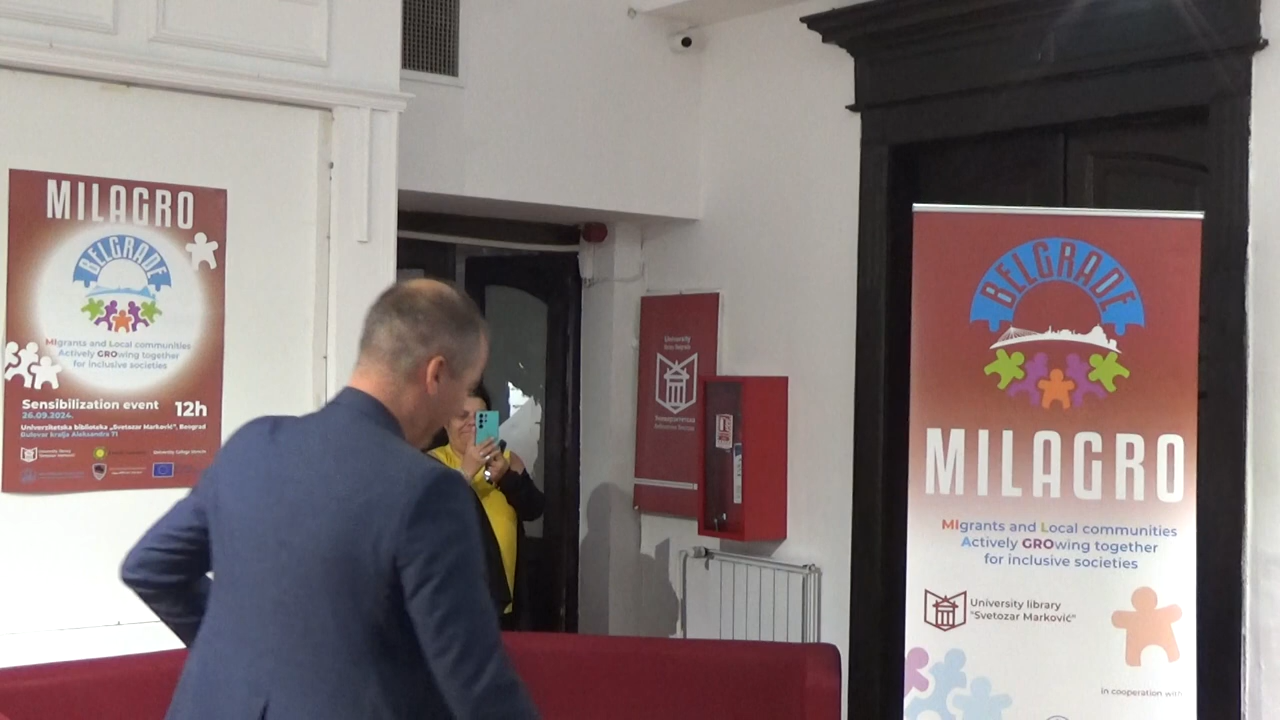 MILAGRO
BELGRADE
MIgrants and Local communities
Actively GROwing together
for inclusive societies
Sensibilization event
26.09.2024.
12h
Univerzitetska biblioteka „Svetozar Marković“, Beograd
Bulevar kralja Aleksandra 71
University
BELGRADE
MILAGRO
MIgrants and Local communities
Actively GROwing together
for inclusive societies
University library
"Svetozar Marković"
in cooperation with